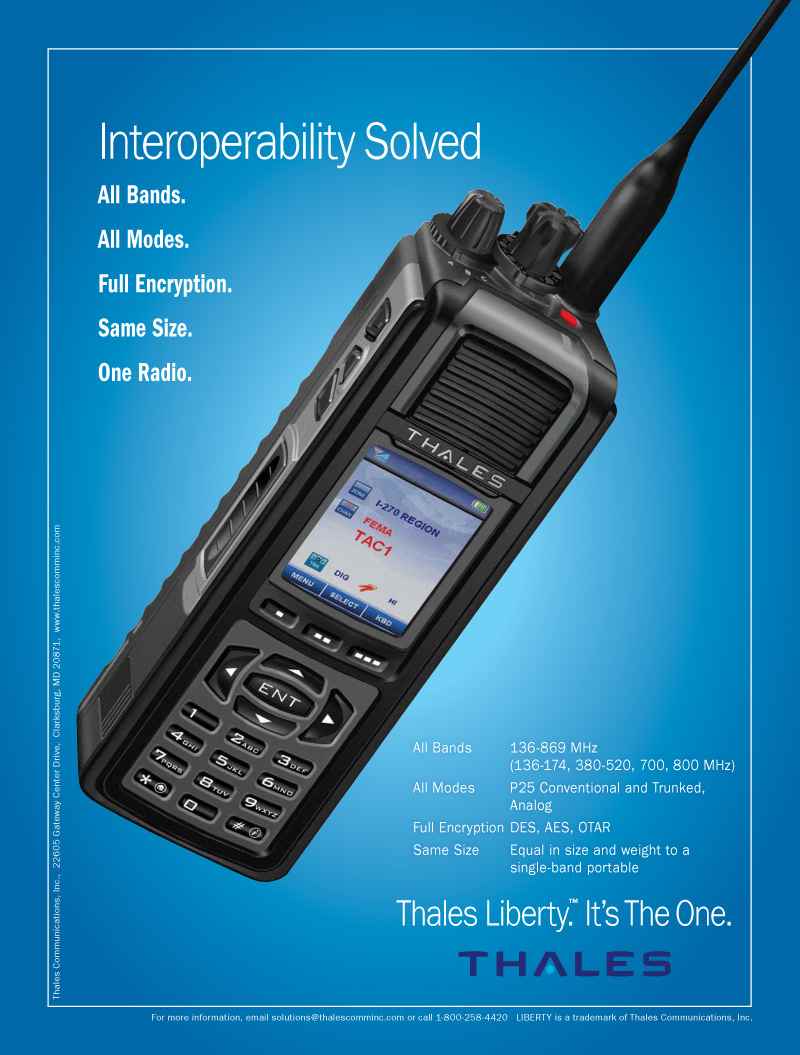 Interoperability Solved
All Bands.
All Modes.
Full Encryption.
Same Size.
One Radio.
THALES
ZONE
I-270 REGION
CHAN
FEMA
TAC1
DIG
HI
MENU
SELECT
KBD
ENT
1
2ABC
3DEF
4GHI
5JKL
6MNO
7PQRS
8TUV
9WXYZ
*
0
#
All Bands 136-869 MHz
(136-174, 380-520, 700, 800 MHz)
All Modes P25 Conventional and Trunked,
Analog
Full Encryption DES, AES, OTAR
Same Size Equal in size and weight to a
single-band portable
Thales Liberty.™ It's The One.
THALES
Thales Communications, Inc., 22605 Gateway Center Drive, Clarksburg, MD 20871, www.thalescomminc.com
For more information, email solutions@thalescomminc.com or call 1-800-258-4420 LIBERTY is a trademark of Thales Communications, Inc.